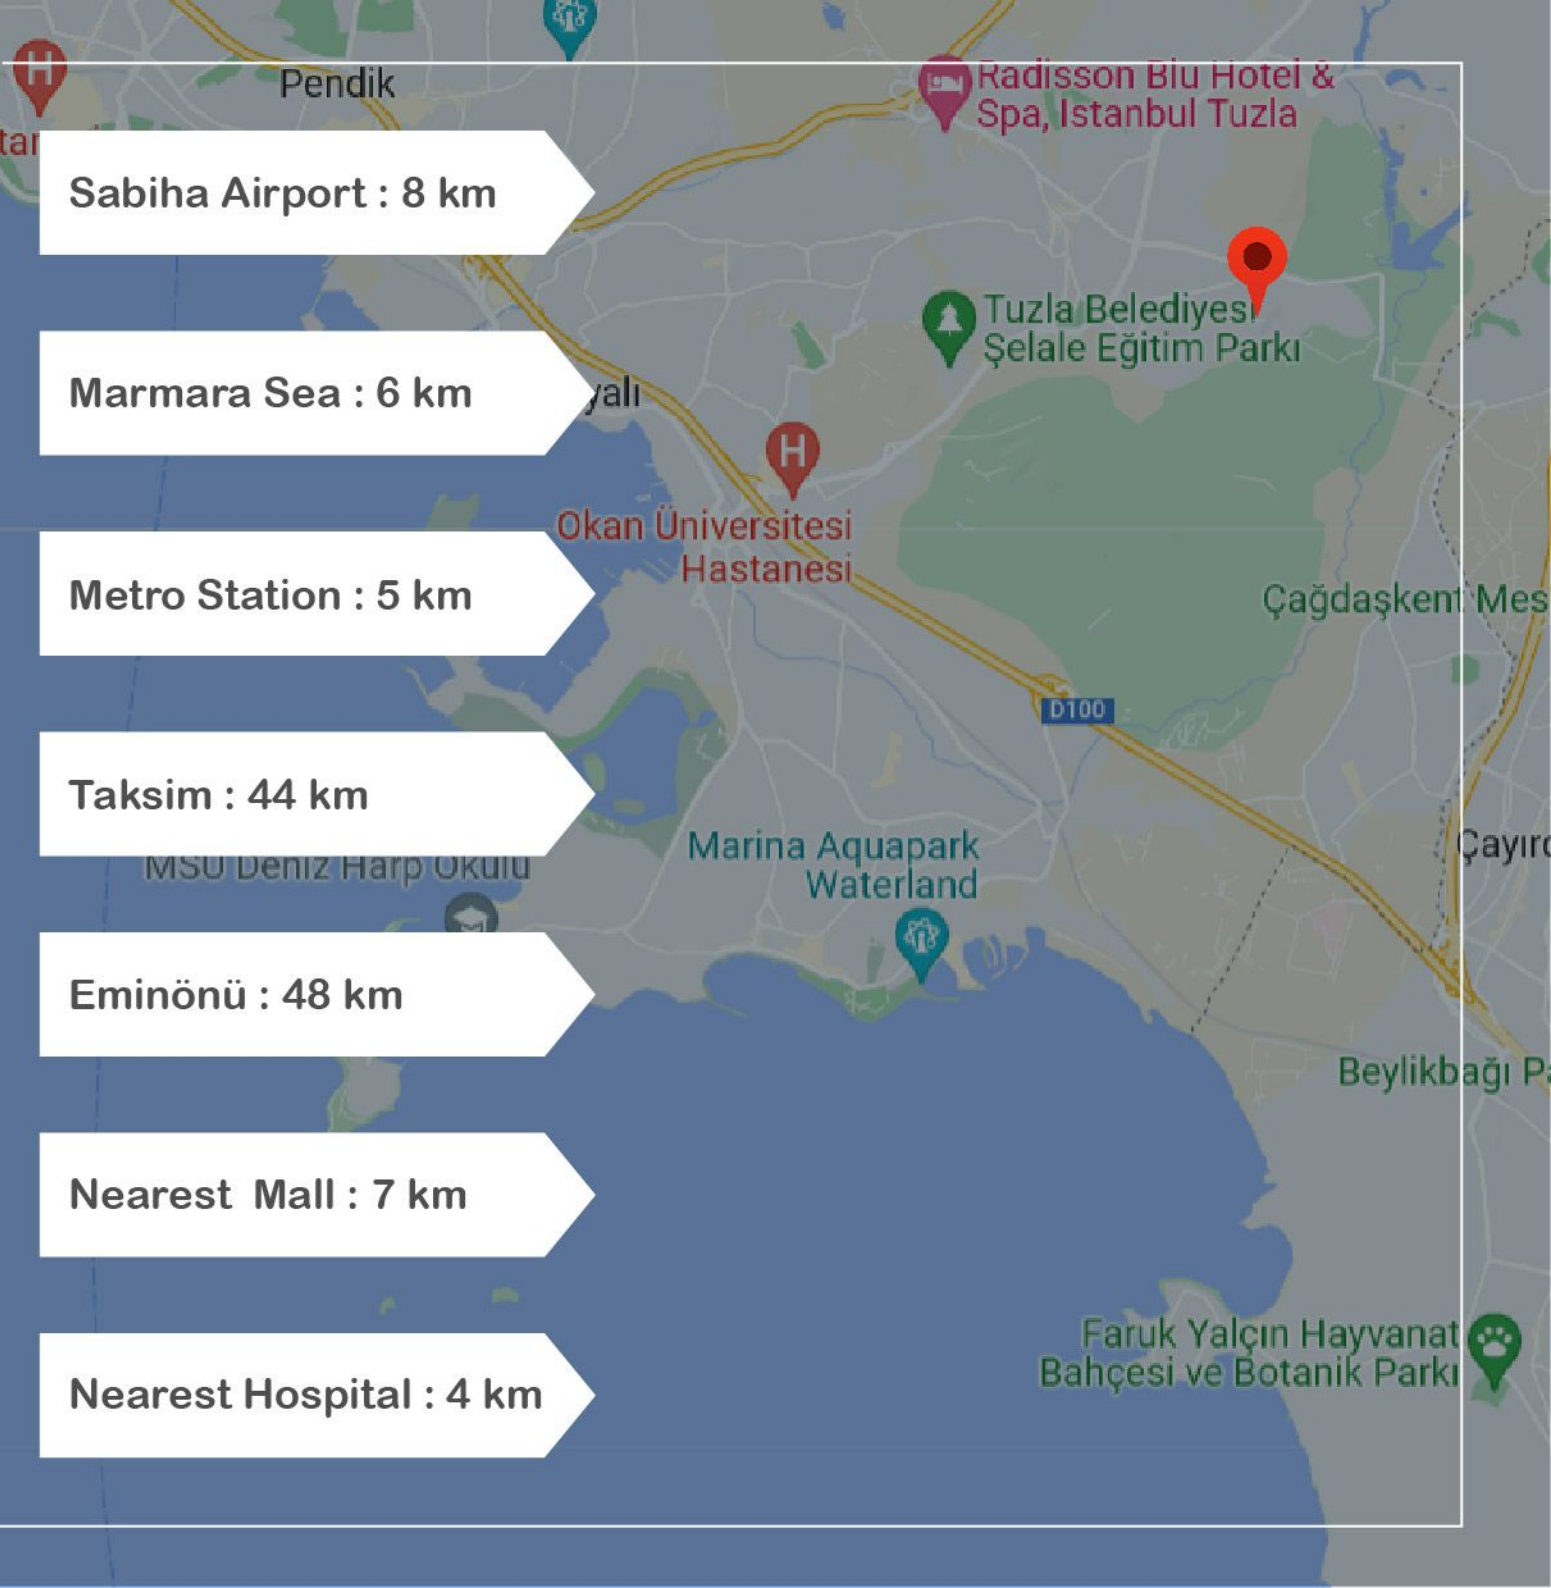 Pendik
Radisson Blu Hotel &
Spa, Istanbul Tuzla
Sabiha Airport : 8 km
Tuzla Belediyesi
Şelale Eğitim Parkı
Marmara Sea : 6 km
yalı
H
H
Okan Üniversitesi
Hastanesi
Metro Station : 5 km
Çağdaşkent Mes
D100
Taksim : 44 km
MSÜ Deniz Harp Okulu
Marina Aquapark
Waterland
Çayıro
Eminönü : 48 km
Beylikbağı Pa
Nearest Mall : 7 km
Faruk Yalçın Hayvanat
Bahçesi ve Botanik Parkı
Nearest Hospital : 4 km